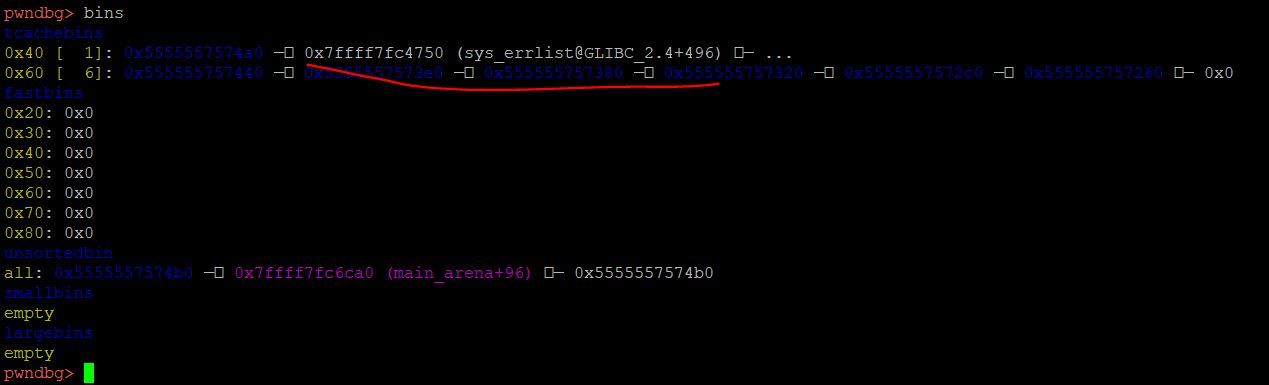 pwndbg> bins
tcachebins
0x40 [  1]: 0x5555557574a0 —▯ 0x7ffff7fc4750 (sys_errlist@GLIBC_2.4+496) ▯— ...
0x60 [  6]: 0x555555757440 —▯ 0x5555557573e0 —▯ 0x555555757380 —▯ 0x555555757320 —▯ 0x5555557572c0 —▯ 0x555555757260 ▯— 0x0
fastbins
0x20: 0x0
0x30: 0x0
0x40: 0x0
0x50: 0x0
0x60: 0x0
0x70: 0x0
0x80: 0x0
unsortedbin
all: 0x5555557574b0 —▯ 0x7ffff7fc6ca0 (main_arena+96) ▯— 0x5555557574b0
smallbins
empty
largebins
empty
pwndbg>